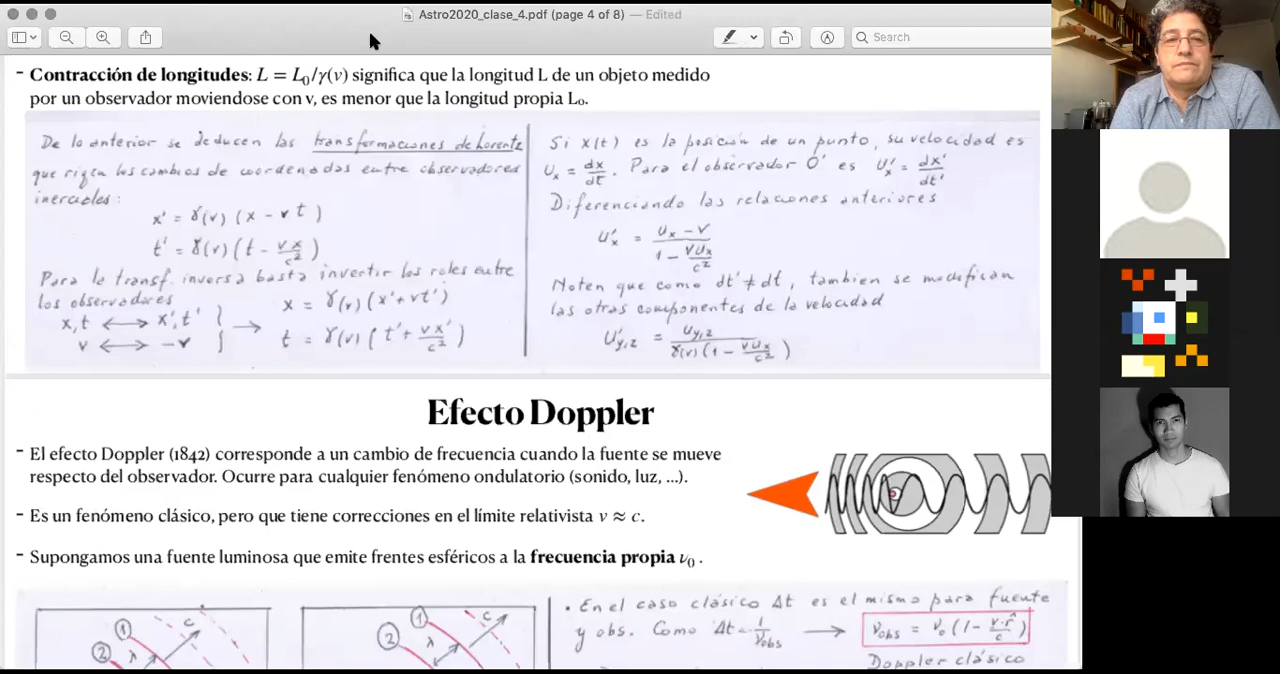 Astro2020_clase_4.pdf (page 4 of 8) — Edited
Search
- Contracción de longitudes: L = L₀/γ(v) significa que la longitud L de un objeto medido
por un observador moviendose con v, es menor que la longitud propia L₀.
De lo anterior se deducen las transformaciones de Lorentz
que rigen los cambios de coordenadas entre observadores
inerciales:
x' = γ(v) (x - vt)
t' = γ(v) (t - vx/c²)
Para la transf. inversa basta invertir los roles entre
los observadores
x, t ⟷ x', t'
v ⟷ -v
→
x = γ(v) (x' + vt')
t = γ(v) (t' + vx'/c²)
Si x(t) es la posición de un punto, su velocidad es
Ux = dx/dt. Para el observador O' es Ux' = dx'/dt'
Diferenciando las relaciones anteriores
Ux' = (Ux - v)/(1 - vUx/c²)
Noten que como dt' ≠ dt, tambien se modifican
las otras componentes de la velocidad
U'y,z = Uy,z/(γ(v)(1 - vUx/c²))
Efecto Doppler
- El efecto Doppler (1842) corresponde a un cambio de frecuencia cuando la fuente se mueve
respecto del observador. Ocurre para cualquier fenómeno ondulatorio (sonido, luz, ...).
- Es un fenómeno clásico, pero que tiene correcciones en el límite relativista v ≈ c.
- Supongamos una fuente luminosa que emite frentes esféricos a la frecuencia propia ν₀ .
① c
② λ
① c
② λ
• En el caso clásico Δt es el mismo para fuente
y obs. Como Δt = 1/νobs → νobs = ν₀ (1 - v·r̂/c)
Doppler clásico